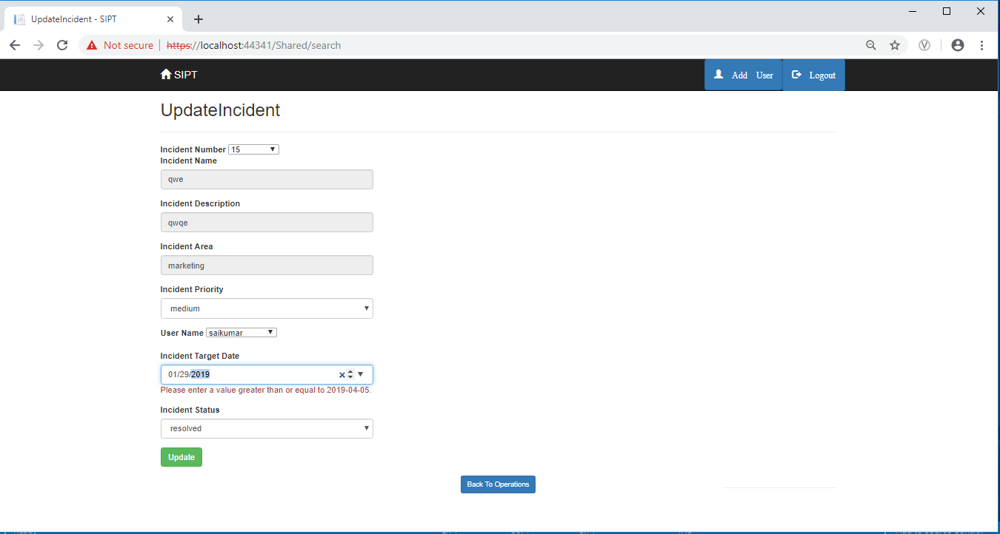 UpdateIncident - SIPT
Not secure | https://localhost:44341/Shared/search
SIPT Add User Logout
UpdateIncident
Incident Number 15
Incident Name
qwe
Incident Description
qwqe
Incident Area
marketing
Incident Priority
medium
User Name saikumar
Incident Target Date
01/29/2019
Please enter a value greater than or equal to 2019-04-05.
Incident Status
resolved
Update
Back To Operations